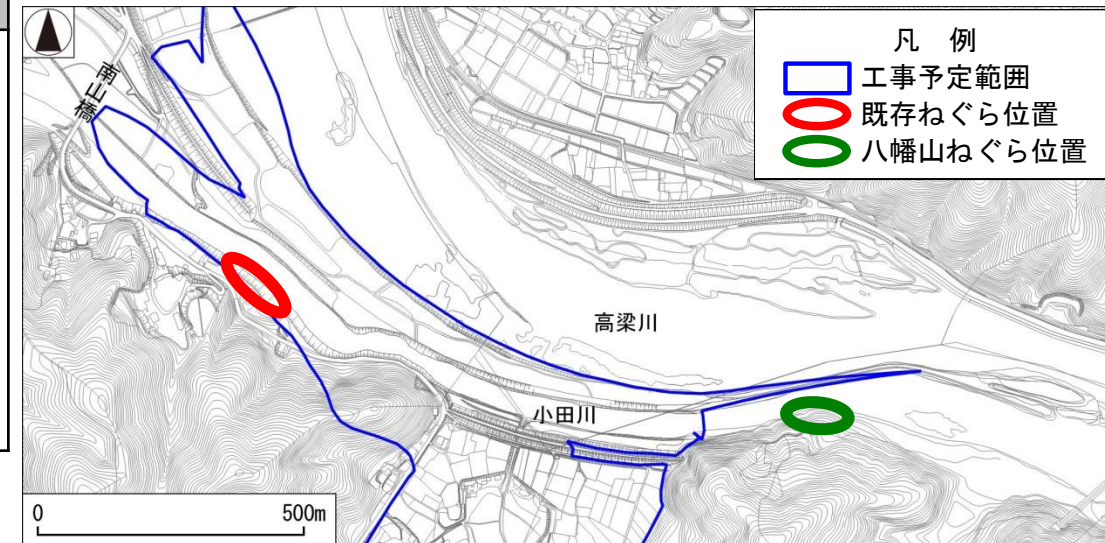 凡 例
工事予定範囲
既存ねぐら位置
八幡山ねぐら位置
南山橋
高梁川
小田川
0 500m